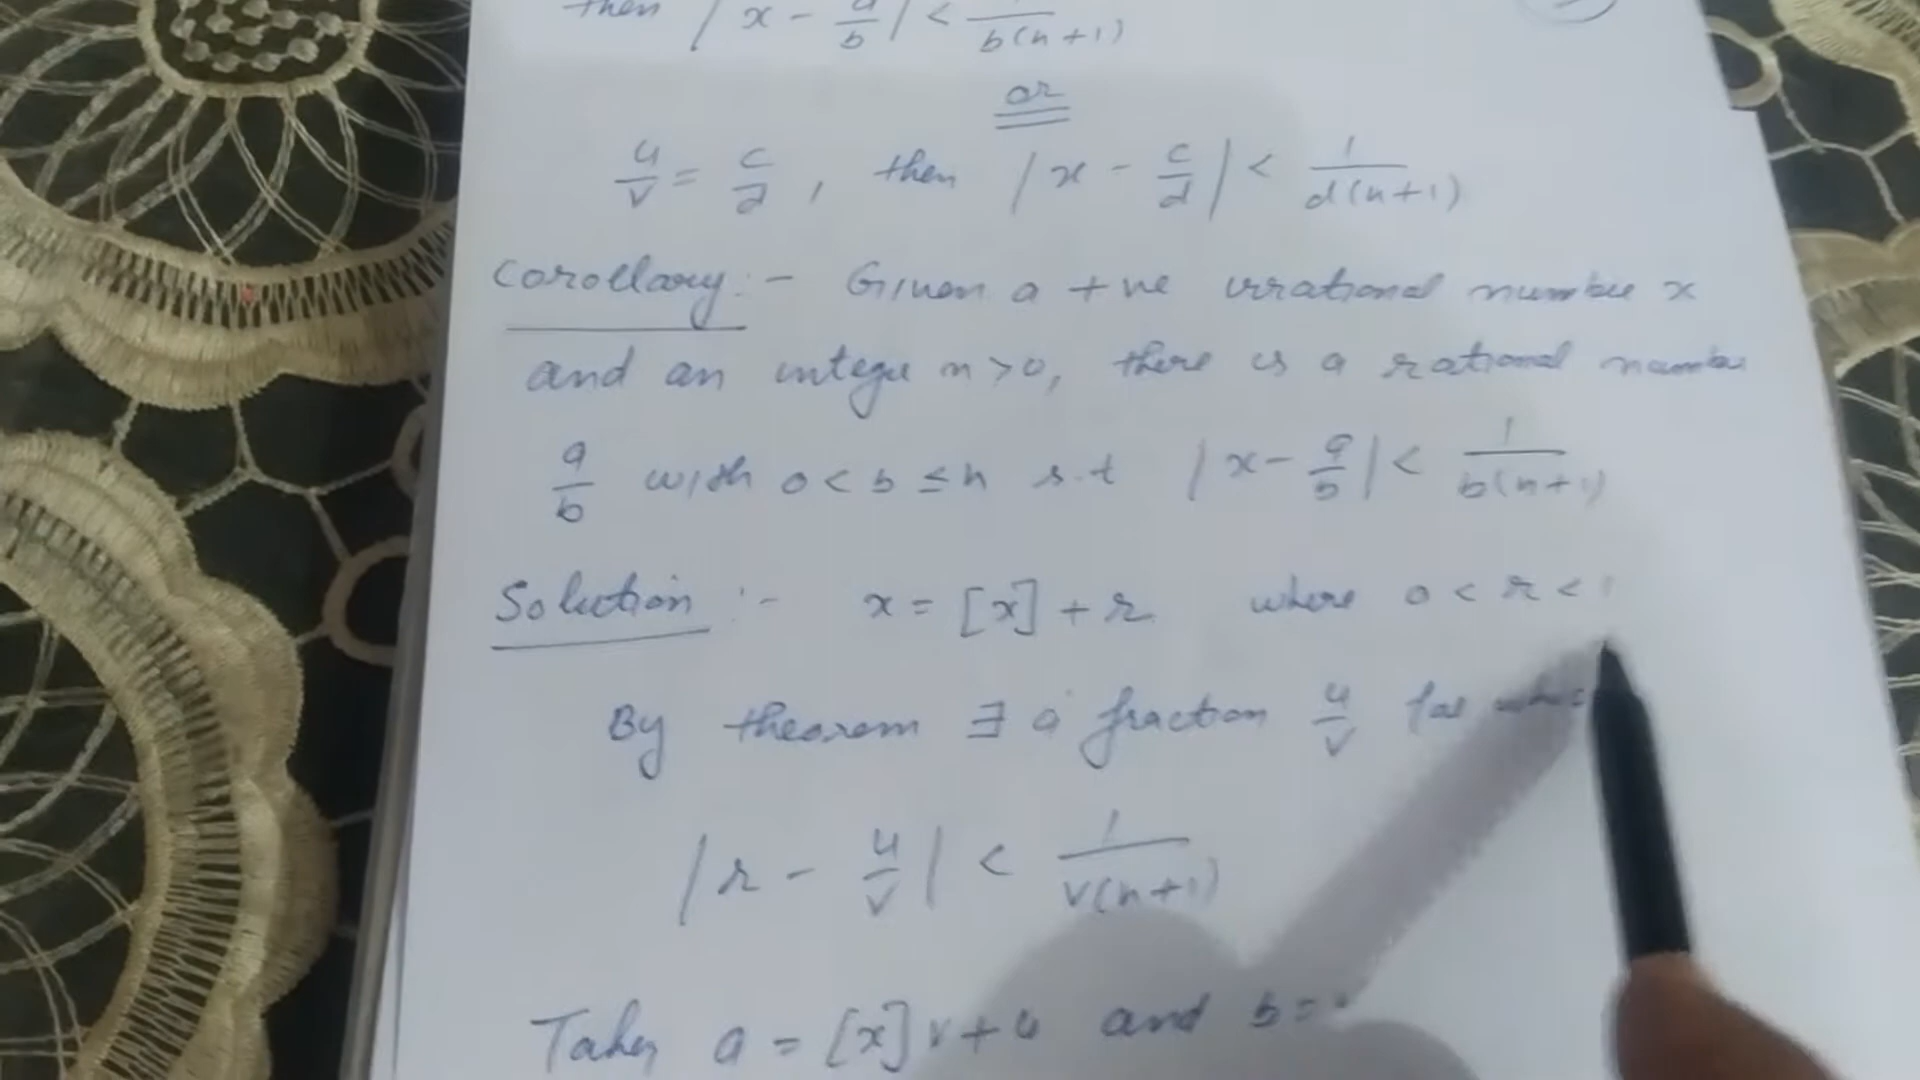 then | x - a/b | < 1/b(n+1)
or
u/v = c/d , then | x - c/d | < 1/d(n+1)
Corollary :- Given a +ve irrational number x
and an integer n>0, there is a rational number
a/b with 0 < b ≤ n s.t | x - a/b | < 1/b(n+1)
Solution :- x = [x] + r where 0 < r < 1
By theorem ∃ a fraction u/v for
| r - u/v | < 1/v(n+1)
a = [x] v + u and b =